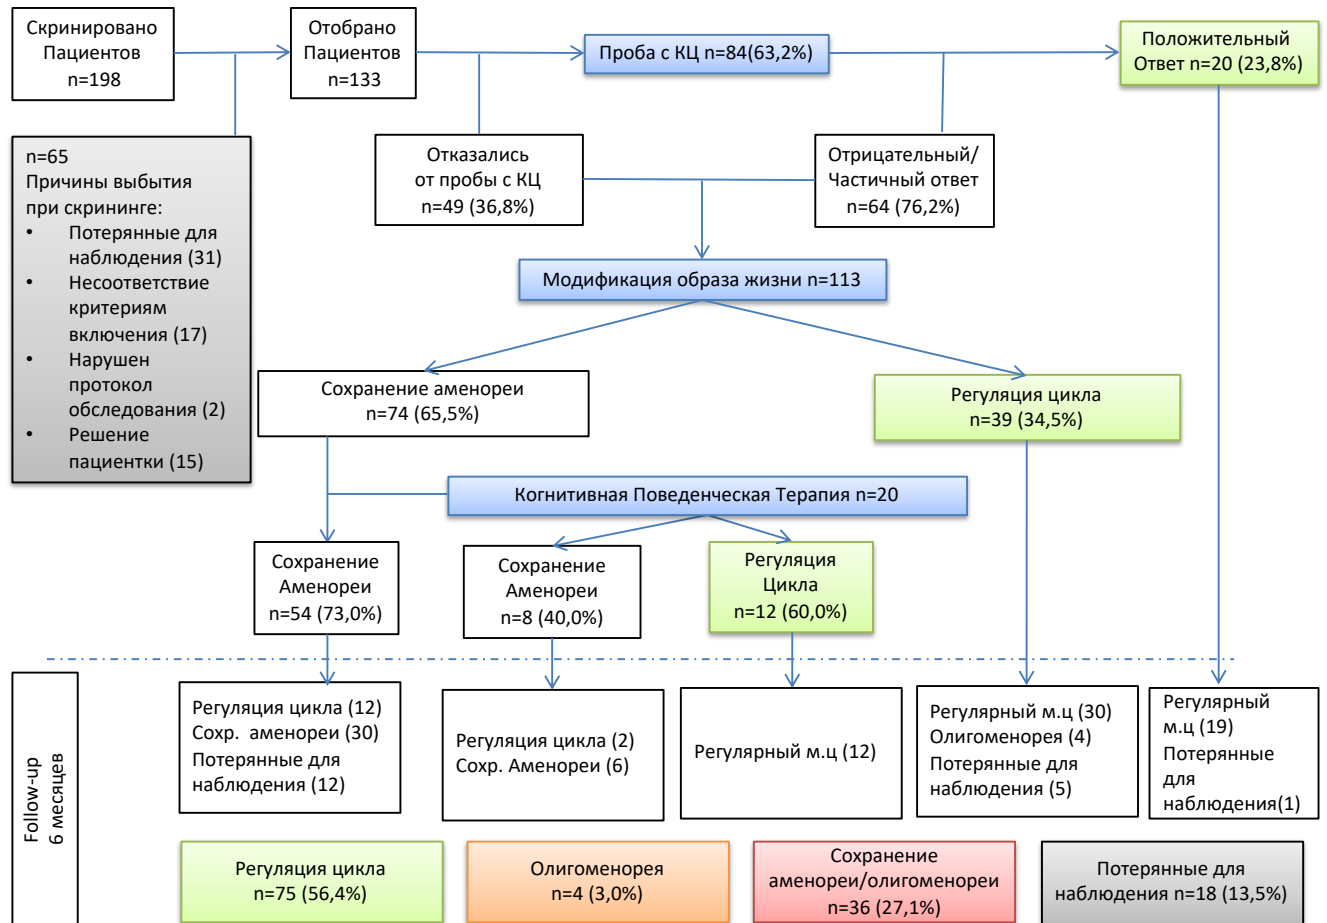 Скринировано
Пациентов
n=198
Отобрано
Пациентов
n=133
Проба с КЦ n=84(63,2%)
Положительный
Ответ n=20 (23,8%)
n=65
Причины выбытия
при скрининге:
• Потерянные для
наблюдения (31)
• Несоответствие
критериям
включения (17)
• Нарушен
протокол
обследования (2)
• Решение
пациентки (15)
Отказались
от пробы с КЦ
n=49 (36,8%)
Отрицательный/
Частичный ответ
n=64 (76,2%)
Модификация образа жизни n=113
Сохранение аменореи
n=74 (65,5%)
Регуляция цикла
n=39 (34,5%)
Когнитивная Поведенческая Терапия n=20
Сохранение
Аменореи
n=54 (73,0%)
Сохранение
Аменореи
n=8 (40,0%)
Регуляция
Цикла
n=12 (60,0%)
Follow-up
6 месяцев
Регуляция цикла (12)
Сохр. аменореи (30)
Потерянные для
наблюдения (12)
Регуляция цикла (2)
Сохр. Аменореи (6)
Регулярный м.ц (12)
Регулярный м.ц (30)
Олигоменорея (4)
Потерянные для
наблюдения (5)
Регулярный
м.ц (19)
Потерянные
для
наблюдения(1)
Регуляция цикла
n=75 (56,4%)
Олигоменорея
n=4 (3,0%)
Сохранение
аменореи/олигоменореи
n=36 (27,1%)
Потерянные для
наблюдения n=18 (13,5%)